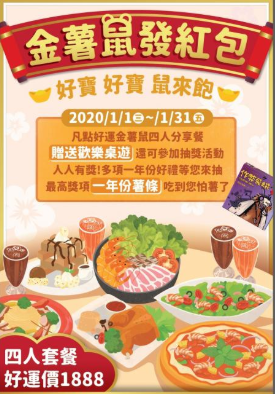 金薯鼠發紅包
好寶 好寶 鼠來飽
2020/1/1㊂~/1/31㊄
凡點好運金薯鼠四人分享餐
贈送歡樂桌遊 還可參加抽獎活動
人人有獎!多項一年份好禮等您來抽
最高獎項 一年份薯條 吃到您怕薯了
四人套餐
好運價1888